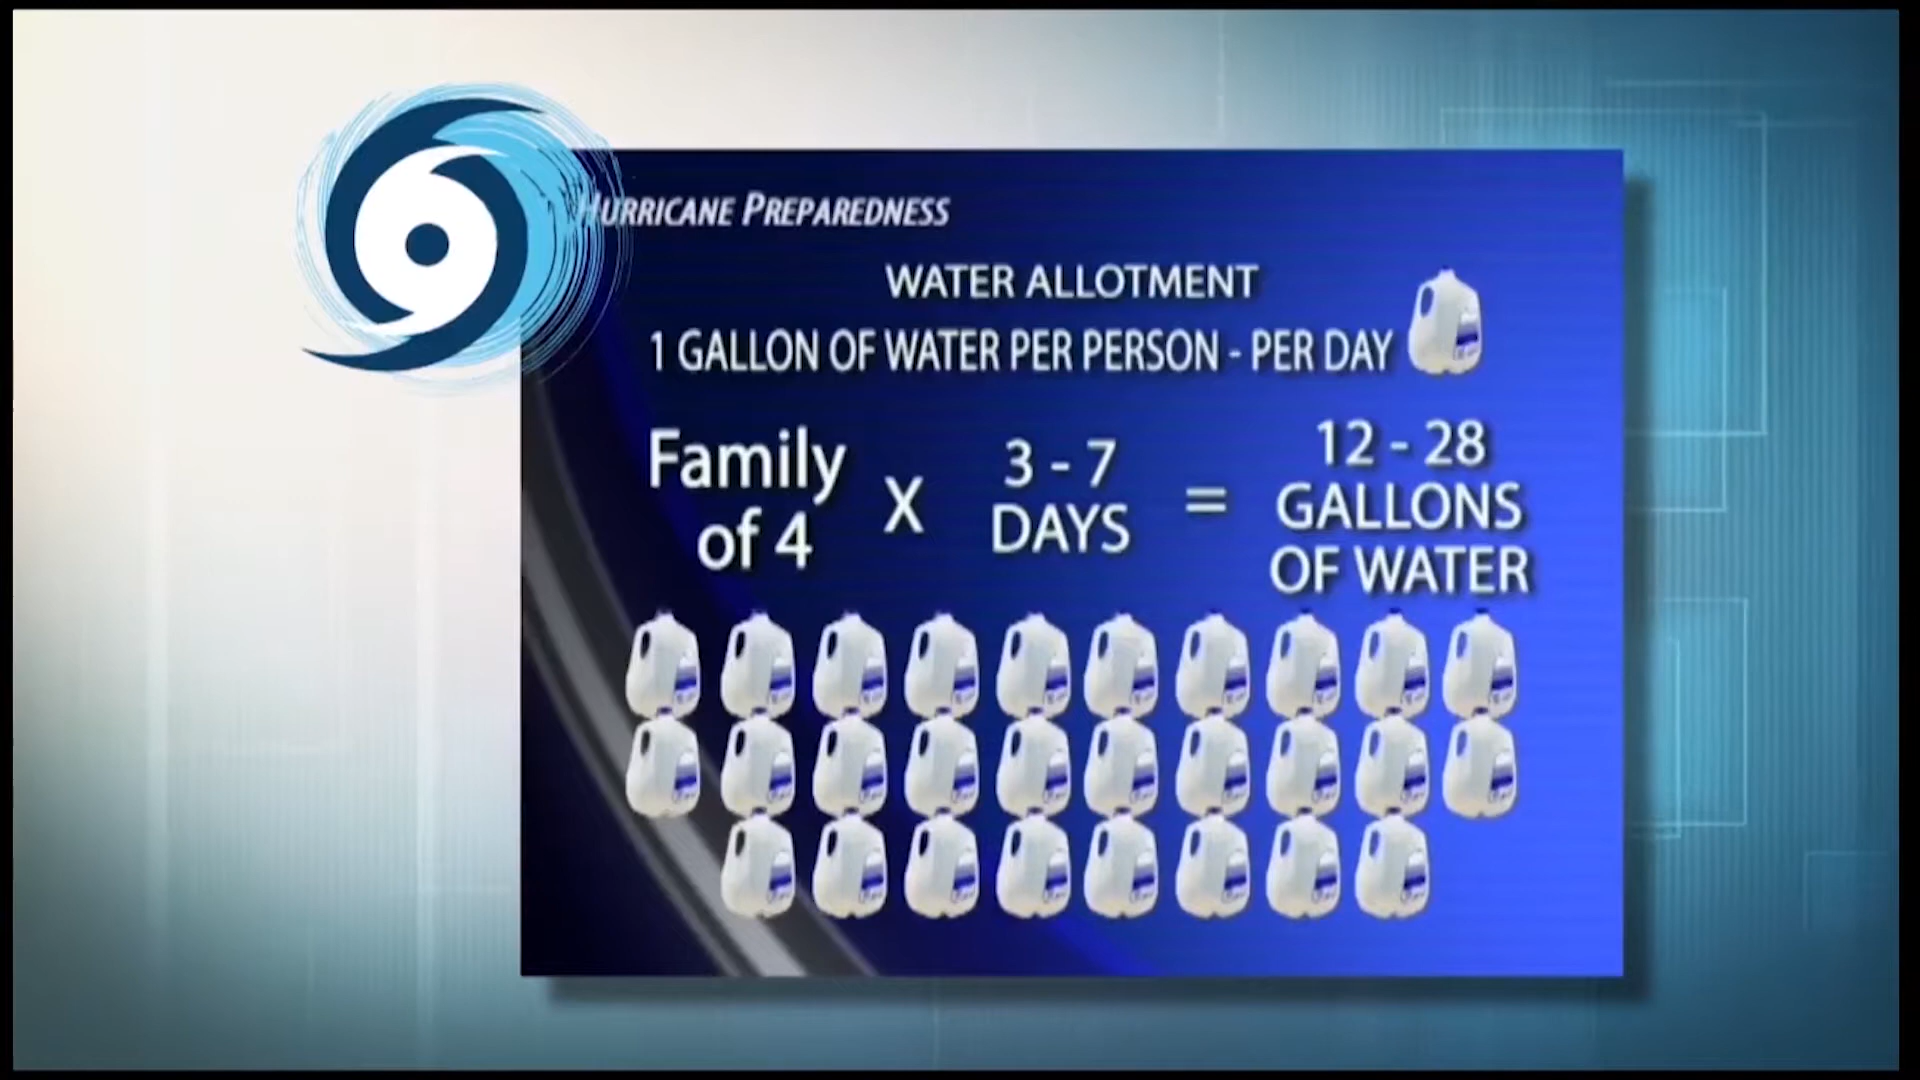 HURRICANE PREPAREDNESS
WATER ALLOTMENT
1 GALLON OF WATER PER PERSON - PER DAY
Family
of 4
X
3 - 7
DAYS
=
12 - 28
GALLONS
OF WATER